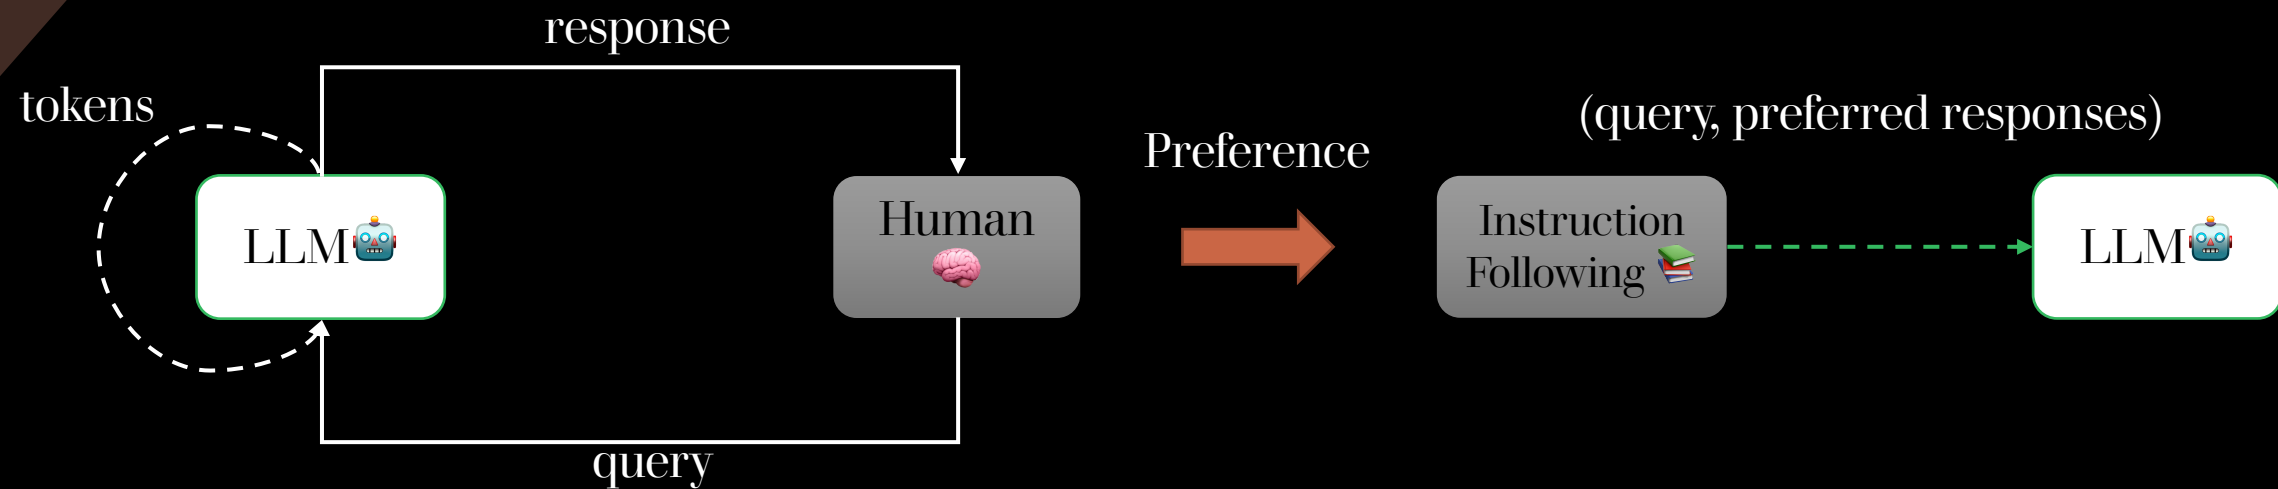 response
tokens
(query, preferred responses)
Preference
LLM🤖
Human
🧠
Instruction
Following 📚
LLM🤖
query